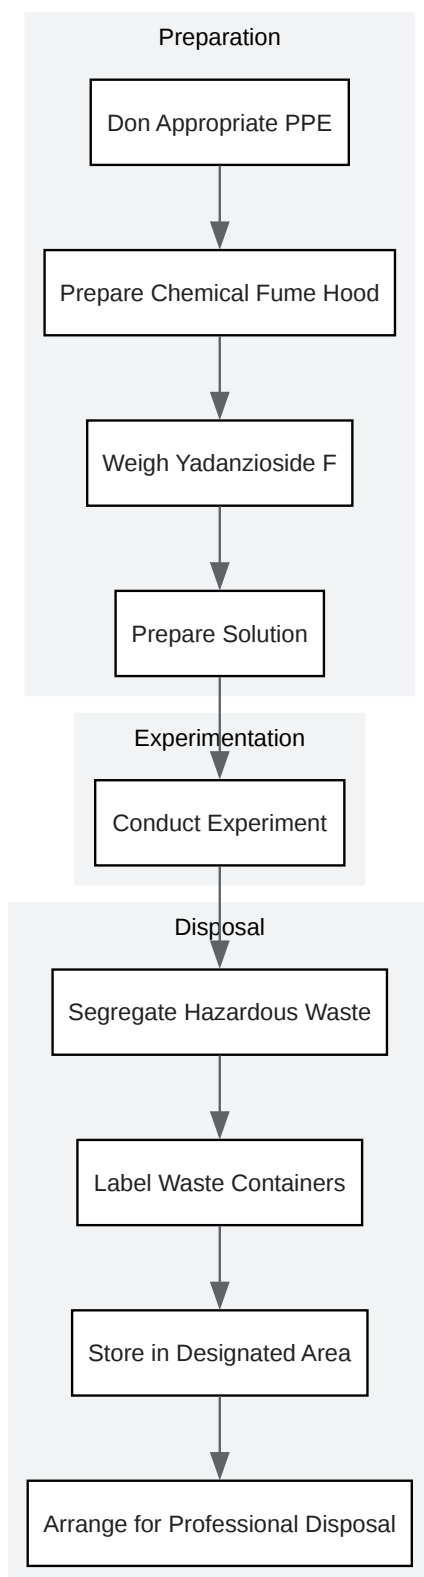 Preparation
Don Appropriate PPE
Prepare Chemical Fume Hood
Weigh Yadanzioside F
Prepare Solution
Experimentation
Conduct Experiment
Disposal
Segregate Hazardous Waste
Label Waste Containers
Store in Designated Area
Arrange for Professional Disposal